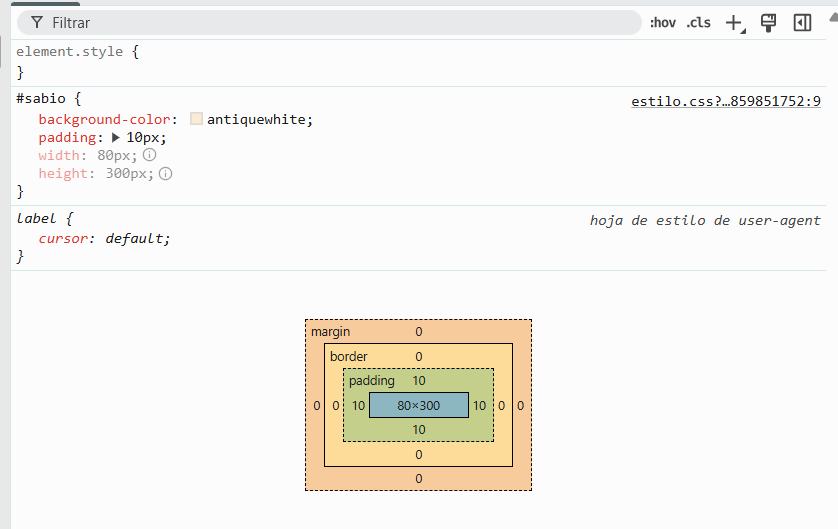 Filtrar
:hov .cls
element.style {
}
#sabio {
estilo.css?…859851752:9
background-color: antiquewhite;
padding: 10px;
width: 80px;
height: 300px;
}
label {
hoja de estilo de user-agent
cursor: default;
}
margin 0
border 0
padding 10
0 0 10 80×300 10 0 0
10
0
0